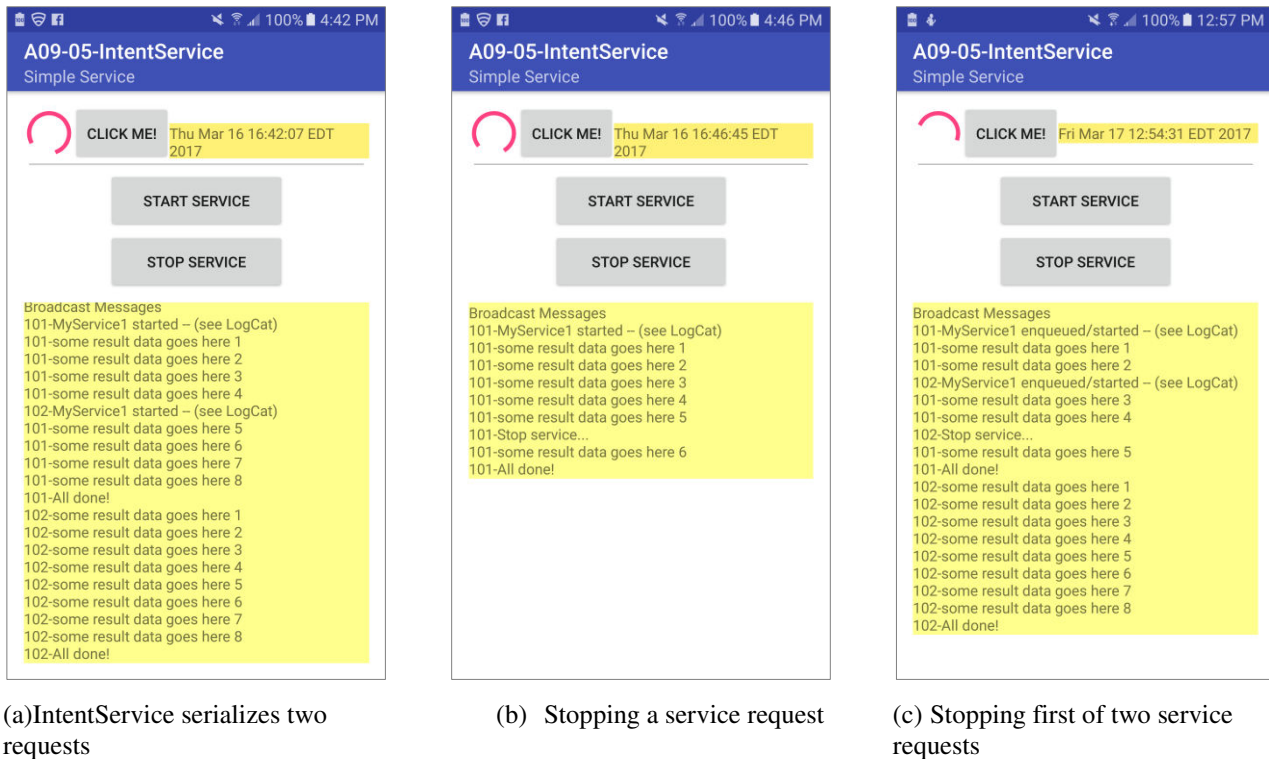 100% 4:42 PM
A09-05-IntentService
Simple Service
CLICK ME!
Thu Mar 16 16:42:07 EDT
2017
START SERVICE
STOP SERVICE
Broadcast Messages
101-MyService1 started -- (see LogCat)
101-some result data goes here 1
101-some result data goes here 2
101-some result data goes here 3
101-some result data goes here 4
102-MyService1 started -- (see LogCat)
101-some result data goes here 5
101-some result data goes here 6
101-some result data goes here 7
101-some result data goes here 8
101-All done!
102-some result data goes here 1
102-some result data goes here 2
102-some result data goes here 3
102-some result data goes here 4
102-some result data goes here 5
102-some result data goes here 6
102-some result data goes here 7
102-some result data goes here 8
102-All done!
(a)IntentService serializes two
requests
100% 4:46 PM
A09-05-IntentService
Simple Service
CLICK ME!
Thu Mar 16 16:46:45 EDT
2017
START SERVICE
STOP SERVICE
Broadcast Messages
101-MyService1 started -- (see LogCat)
101-some result data goes here 1
101-some result data goes here 2
101-some result data goes here 3
101-some result data goes here 4
101-some result data goes here 5
101-Stop service...
101-some result data goes here 6
101-All done!
(b) Stopping a service request
100% 12:57 PM
A09-05-IntentService
Simple Service
CLICK ME!
Fri Mar 17 12:54:31 EDT 2017
START SERVICE
STOP SERVICE
Broadcast Messages
101-MyService1 enqueued/started -- (see LogCat)
101-some result data goes here 1
101-some result data goes here 2
102-MyService1 enqueued/started -- (see LogCat)
101-some result data goes here 3
101-some result data goes here 4
102-Stop service...
101-some result data goes here 5
101-All done!
102-some result data goes here 1
102-some result data goes here 2
102-some result data goes here 3
102-some result data goes here 4
102-some result data goes here 5
102-some result data goes here 6
102-some result data goes here 7
102-some result data goes here 8
102-All done!
(c) Stopping first of two service
requests